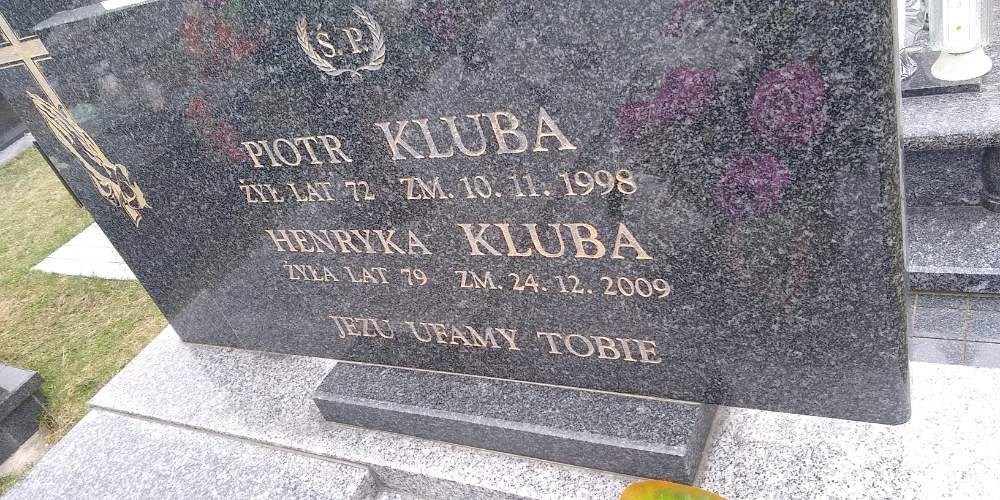 Ś.P.
PIOTR KLUBA
ŻYŁ LAT 72 ZM. 10. 11. 1998
HENRYKA KLUBA
ŻYŁA LAT 79 ZM. 24. 12. 2009
JEZU UFAMY TOBIE